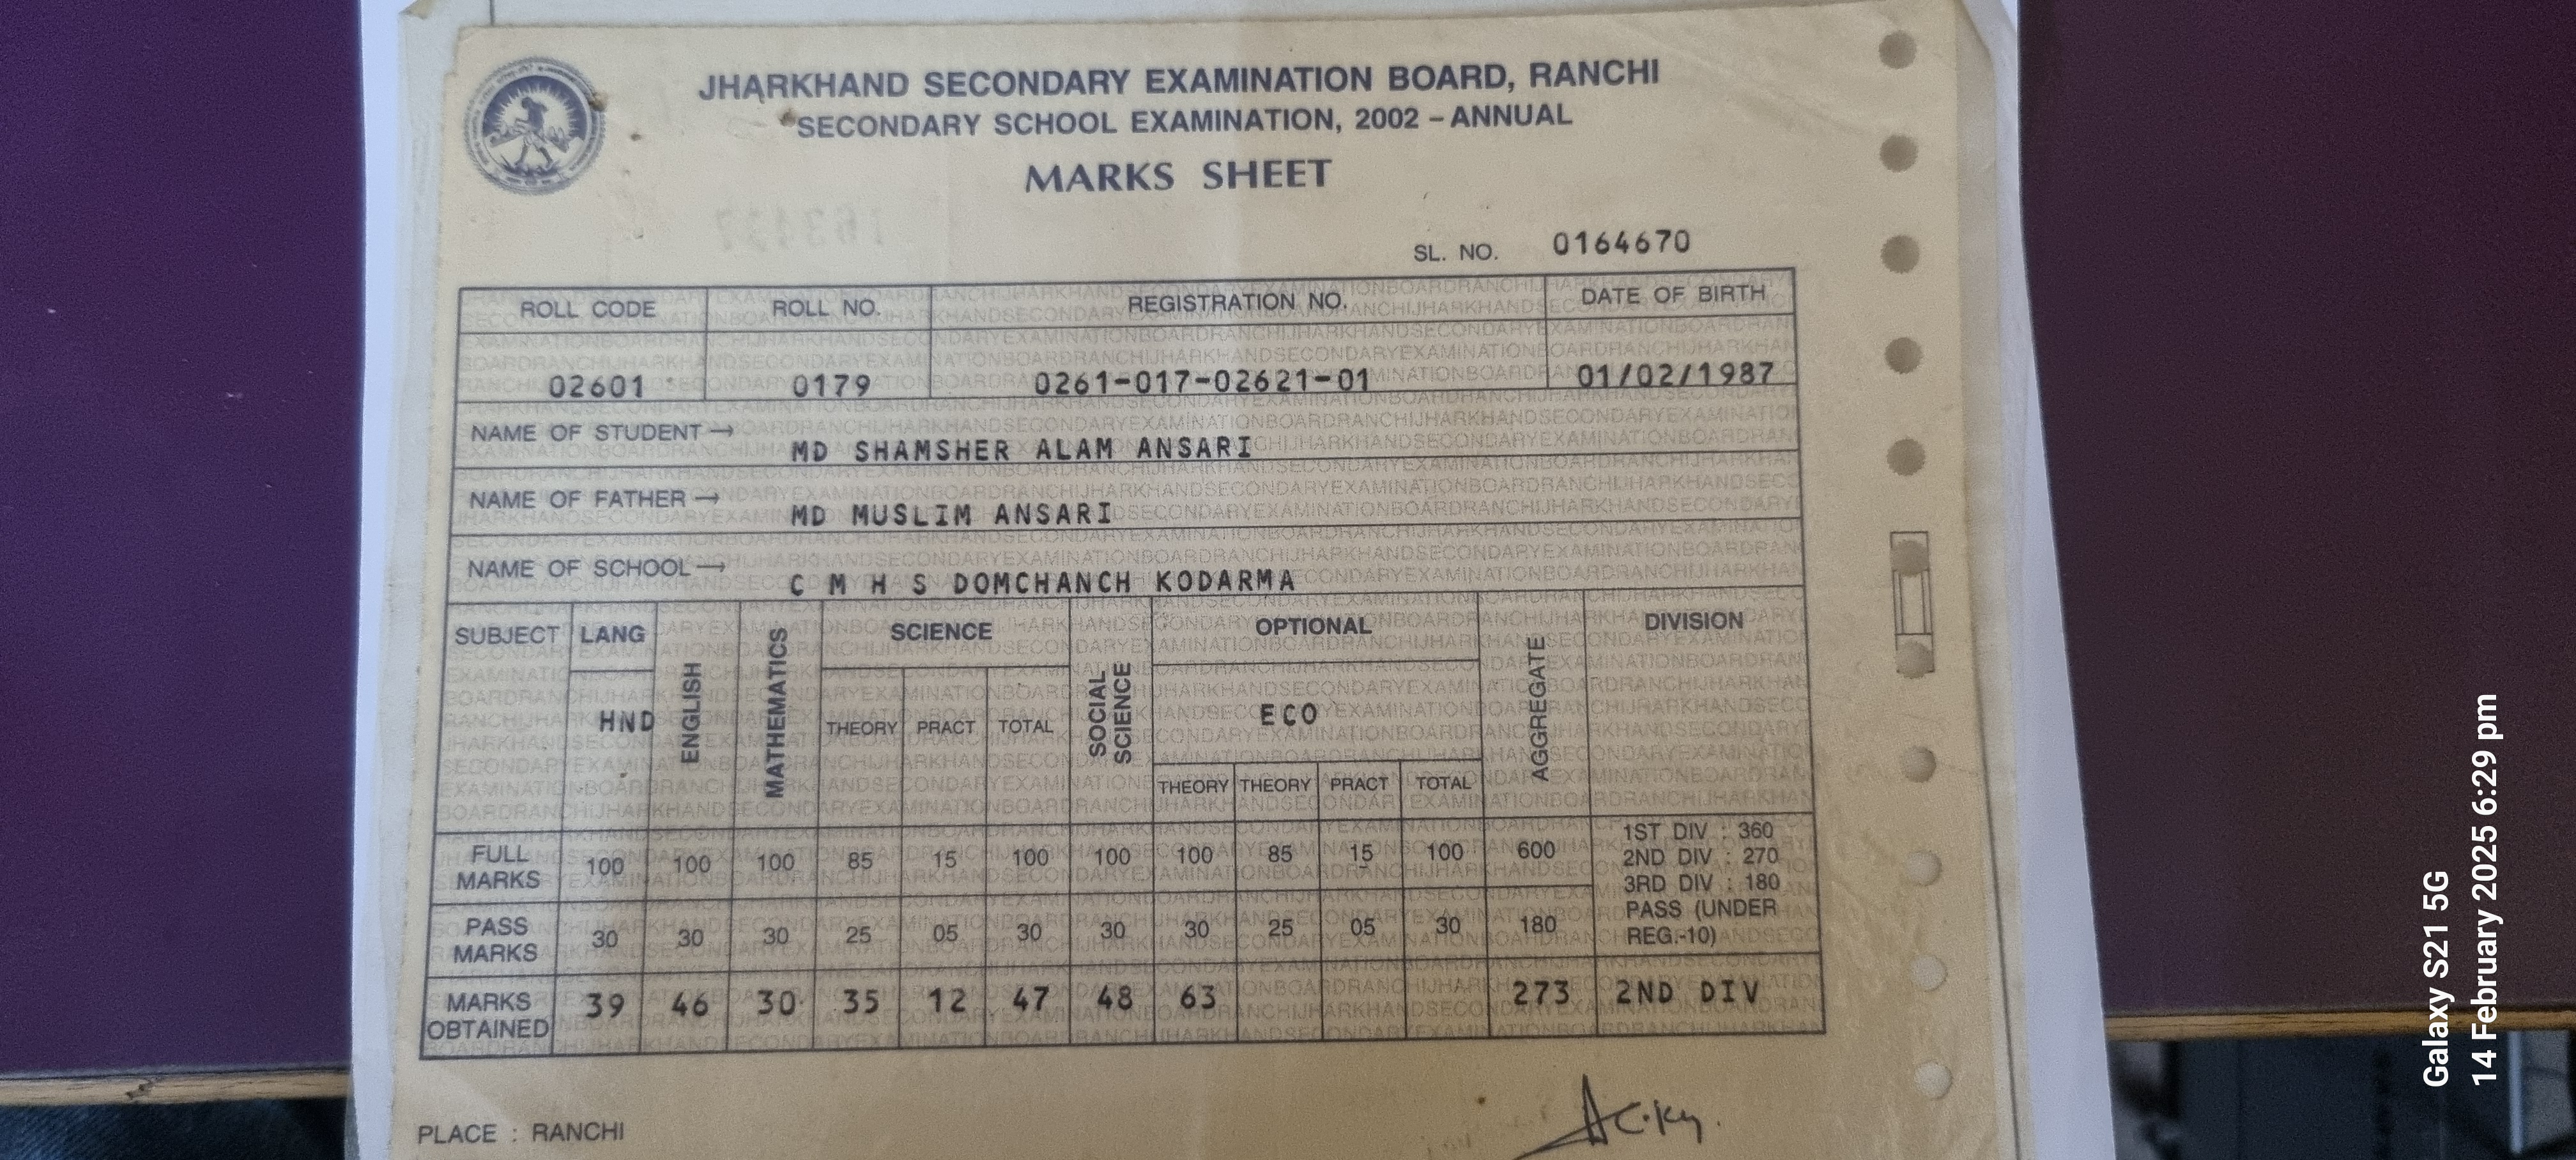 JHARKHAND SECONDARY EXAMINATION BOARD, RANCHI
SECONDARY SCHOOL EXAMINATION, 2002 – ANNUAL
MARKS SHEET
SL. NO. 0164670
ROLL CODE ROLL NO. REGISTRATION NO. DATE OF BIRTH
02601 0179 0261-017-02621-01 01/02/1987
NAME OF STUDENT → MD SHAMSHER ALAM ANSARI
NAME OF FATHER → MD MUSLIM ANSARI
NAME OF SCHOOL → C M H S DOMCHANCH KODARMA
SUBJECT LANG ENGLISH MATHEMATICS SCIENCE SOCIAL SCIENCE OPTIONAL AGGREGATE DIVISION
HND THEORY PRACT TOTAL ECO
THEORY THEORY PRACT TOTAL
FULL MARKS 100 100 100 85 15 100 100 100 85 15 100 600
1ST DIV : 360
2ND DIV : 270
3RD DIV : 180
PASS (UNDER
REG.-10)
PASS MARKS 30 30 30 25 05 30 30 30 25 05 30 180
MARKS OBTAINED 39 46 30 35 12 47 48 63 273 2ND DIV
PLACE : RANCHI
Galaxy S21 5G
14 February 2025 6:29 pm